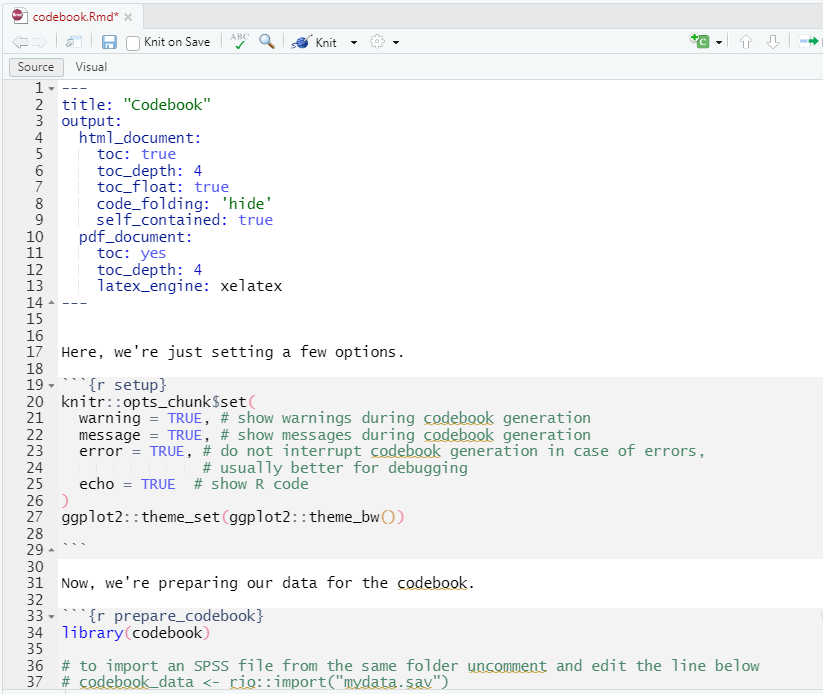 codebook.Rmd*
Knit on Save
ABC
Knit
C
Source Visual
1 ---
2 title: "Codebook"
3 output:
4   html_document:
5     toc: true
6     toc_depth: 4
7     toc_float: true
8     code_folding: 'hide'
9     self_contained: true
10   pdf_document:
11     toc: yes
12     toc_depth: 4
13     latex_engine: xelatex
14 ---
15
16
17 Here, we're just setting a few options.
18
19 ```{r setup}
20 knitr::opts_chunk$set(
21   warning = TRUE, # show warnings during codebook generation
22   message = TRUE, # show messages during codebook generation
23   error = TRUE, # do not interrupt codebook generation in case of errors,
24                 # usually better for debugging
25   echo = TRUE  # show R code
26 )
27 ggplot2::theme_set(ggplot2::theme_bw())
28
29 ```
30
31 Now, we're preparing our data for the codebook.
32
33 ```{r prepare_codebook}
34 library(codebook)
35
36 # to import an SPSS file from the same folder uncomment and edit the line below
37 # codebook_data <- rio::import("mydata.sav")